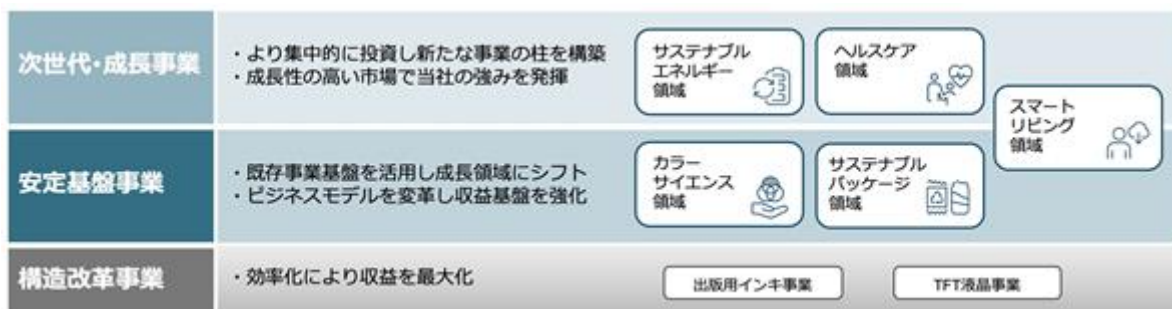 次世代・成長事業
・より集中的に投資し新たな事業の柱を構築
・成長性の高い市場で当社の強みを発揮
サステナブル
エネルギー
領域
ヘルスケア
領域
スマート
リビング
領域
安定基盤事業
・既存事業基盤を活用し成長領域にシフト
・ビジネスモデルを変革し収益基盤を強化
カラー
サイエンス
領域
サステナブル
パッケージ
領域
構造改革事業
・効率化により収益を最大化
出版用インキ事業
TFT液晶事業